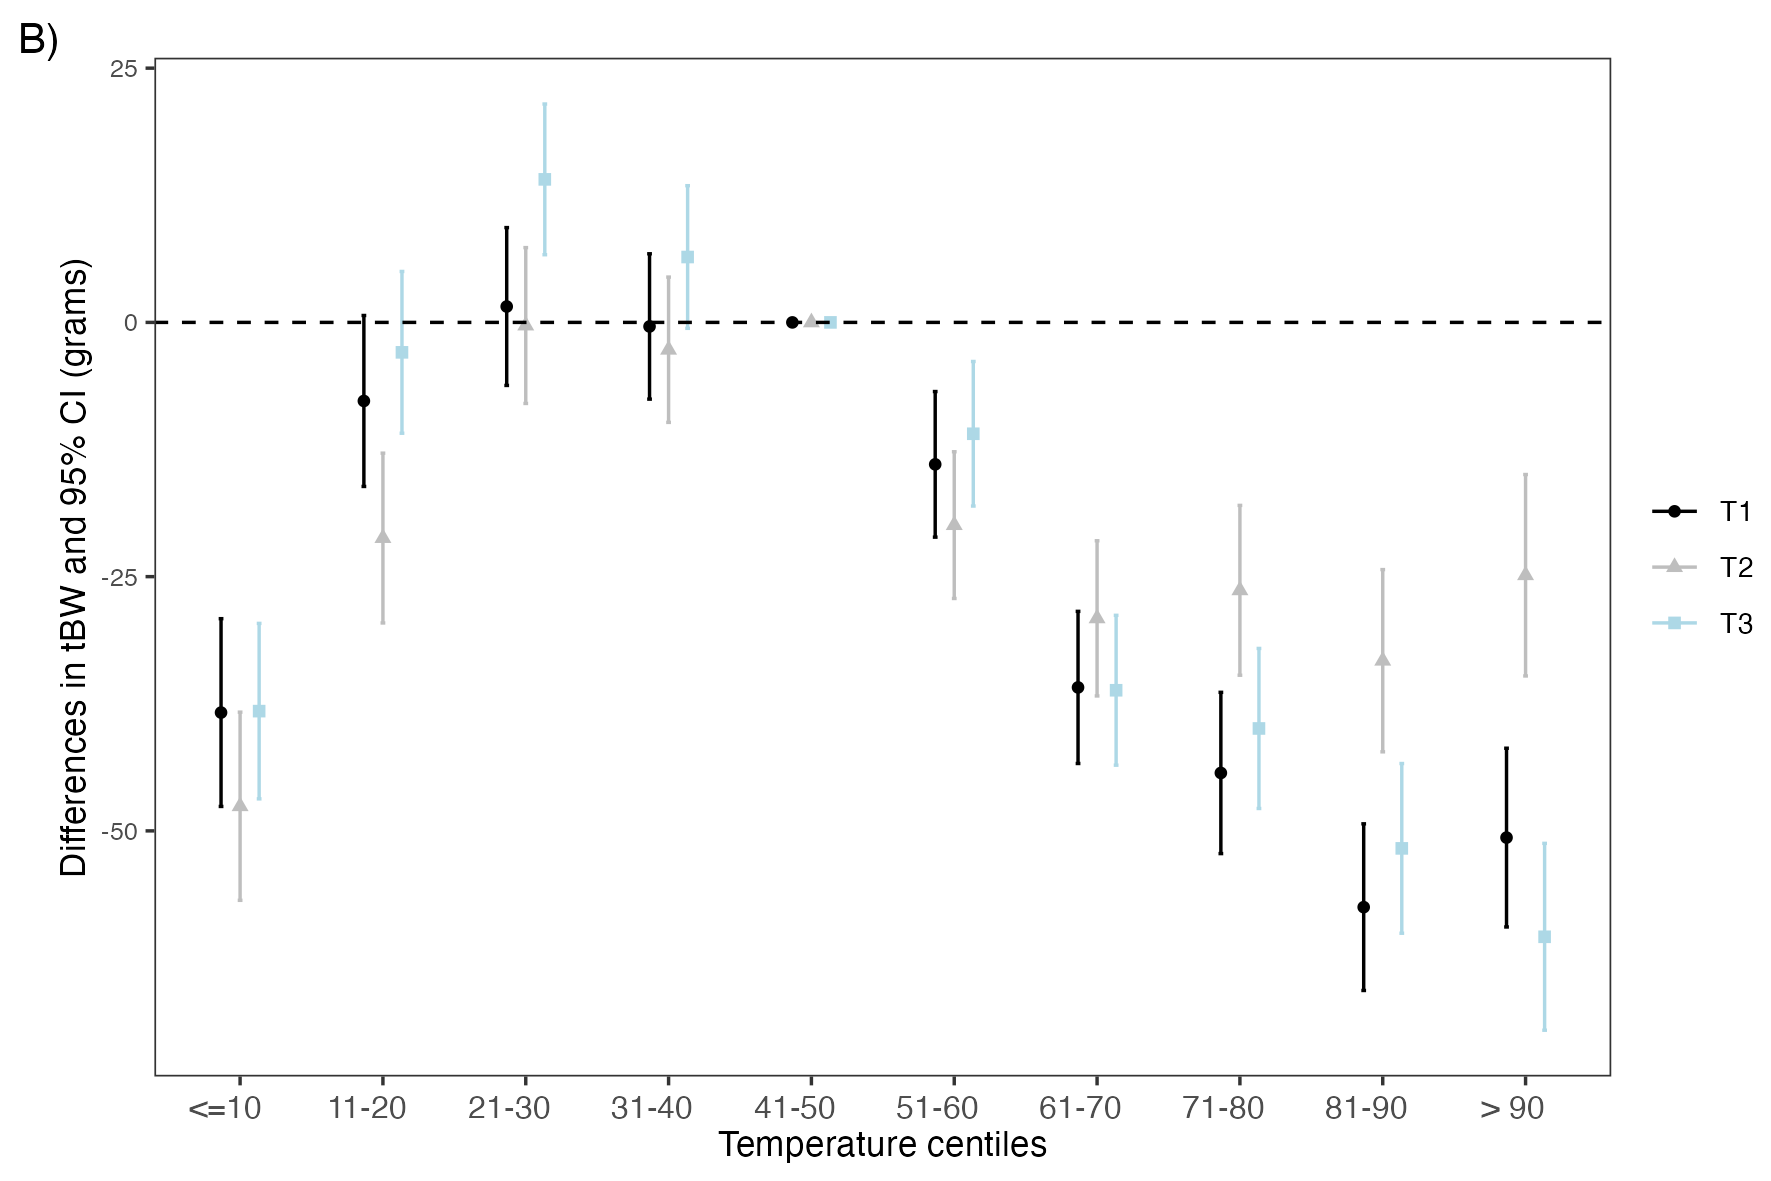 B)
Differences in tBW and 95% CI (grams)
25
0
-25
-50
<=10 11-20 21-30 31-40 41-50 51-60 61-70 71-80 81-90 > 90
Temperature centiles
T1
T2
T3